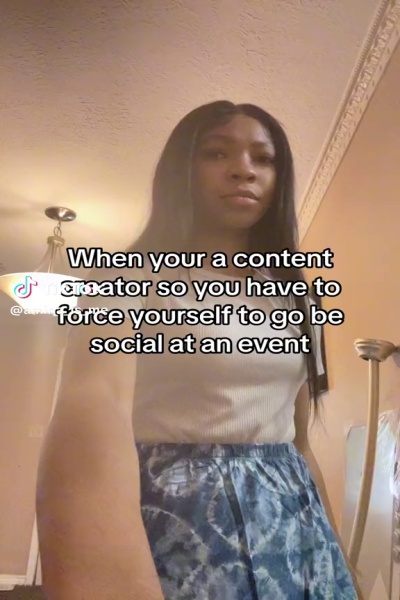 When your a content
creator so you have to
force yourself to go be
social at an event